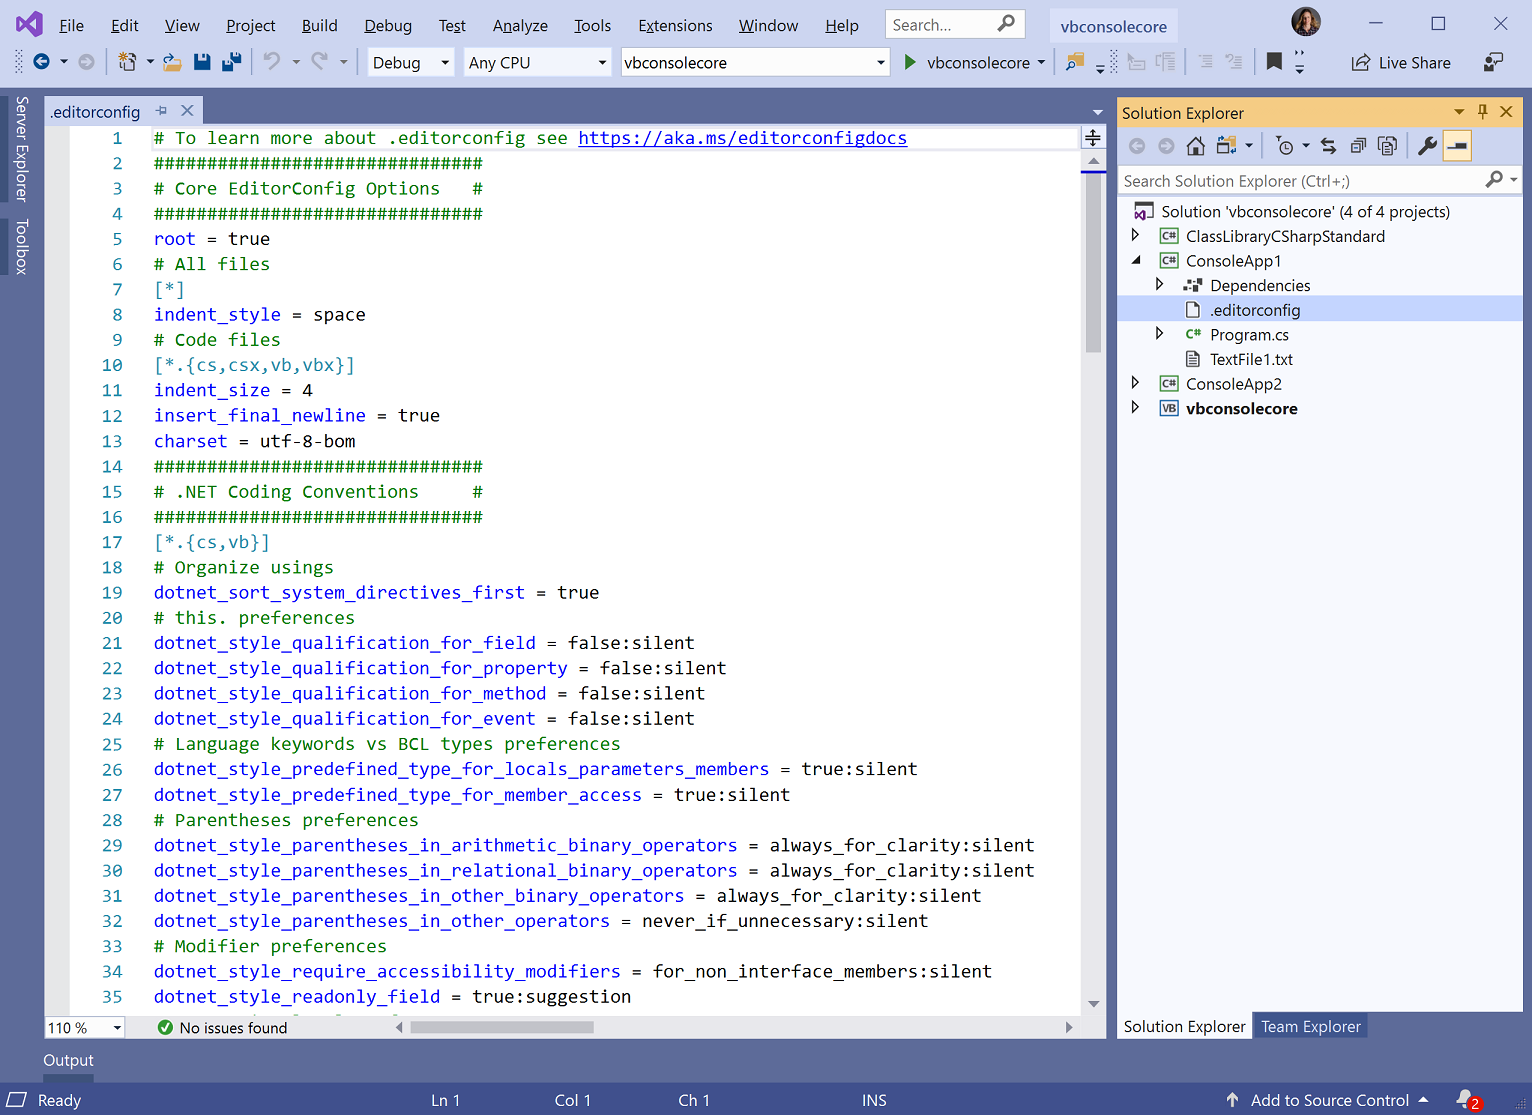 File Edit View Project Build Debug Test Analyze Tools Extensions Window Help Search... vbconsolecore
Debug Any CPU vbconsolecore vbconsolecore Live Share
Server Explorer
Toolbox
.editorconfig
1 # To learn more about .editorconfig see https://aka.ms/editorconfigdocs
2 ###############################
3 # Core EditorConfig Options   #
4 ###############################
5 root = true
6 # All files
7 [*]
8 indent_style = space
9 # Code files
10 [*.{cs,csx,vb,vbx}]
11 indent_size = 4
12 insert_final_newline = true
13 charset = utf-8-bom
14 ###############################
15 # .NET Coding Conventions     #
16 ###############################
17 [*.{cs,vb}]
18 # Organize usings
19 dotnet_sort_system_directives_first = true
20 # this. preferences
21 dotnet_style_qualification_for_field = false:silent
22 dotnet_style_qualification_for_property = false:silent
23 dotnet_style_qualification_for_method = false:silent
24 dotnet_style_qualification_for_event = false:silent
25 # Language keywords vs BCL types preferences
26 dotnet_style_predefined_type_for_locals_parameters_members = true:silent
27 dotnet_style_predefined_type_for_member_access = true:silent
28 # Parentheses preferences
29 dotnet_style_parentheses_in_arithmetic_binary_operators = always_for_clarity:silent
30 dotnet_style_parentheses_in_relational_binary_operators = always_for_clarity:silent
31 dotnet_style_parentheses_in_other_binary_operators = always_for_clarity:silent
32 dotnet_style_parentheses_in_other_operators = never_if_unnecessary:silent
33 # Modifier preferences
34 dotnet_style_require_accessibility_modifiers = for_non_interface_members:silent
35 dotnet_style_readonly_field = true:suggestion
110 % No issues found
Solution Explorer
Search Solution Explorer (Ctrl+;)
Solution 'vbconsolecore' (4 of 4 projects)
C# ClassLibraryCSharpStandard
C# ConsoleApp1
Dependencies
.editorconfig
C# Program.cs
TextFile1.txt
C# ConsoleApp2
VB vbconsolecore
Solution Explorer Team Explorer
Output
Ready Ln 1 Col 1 Ch 1 INS Add to Source Control 2